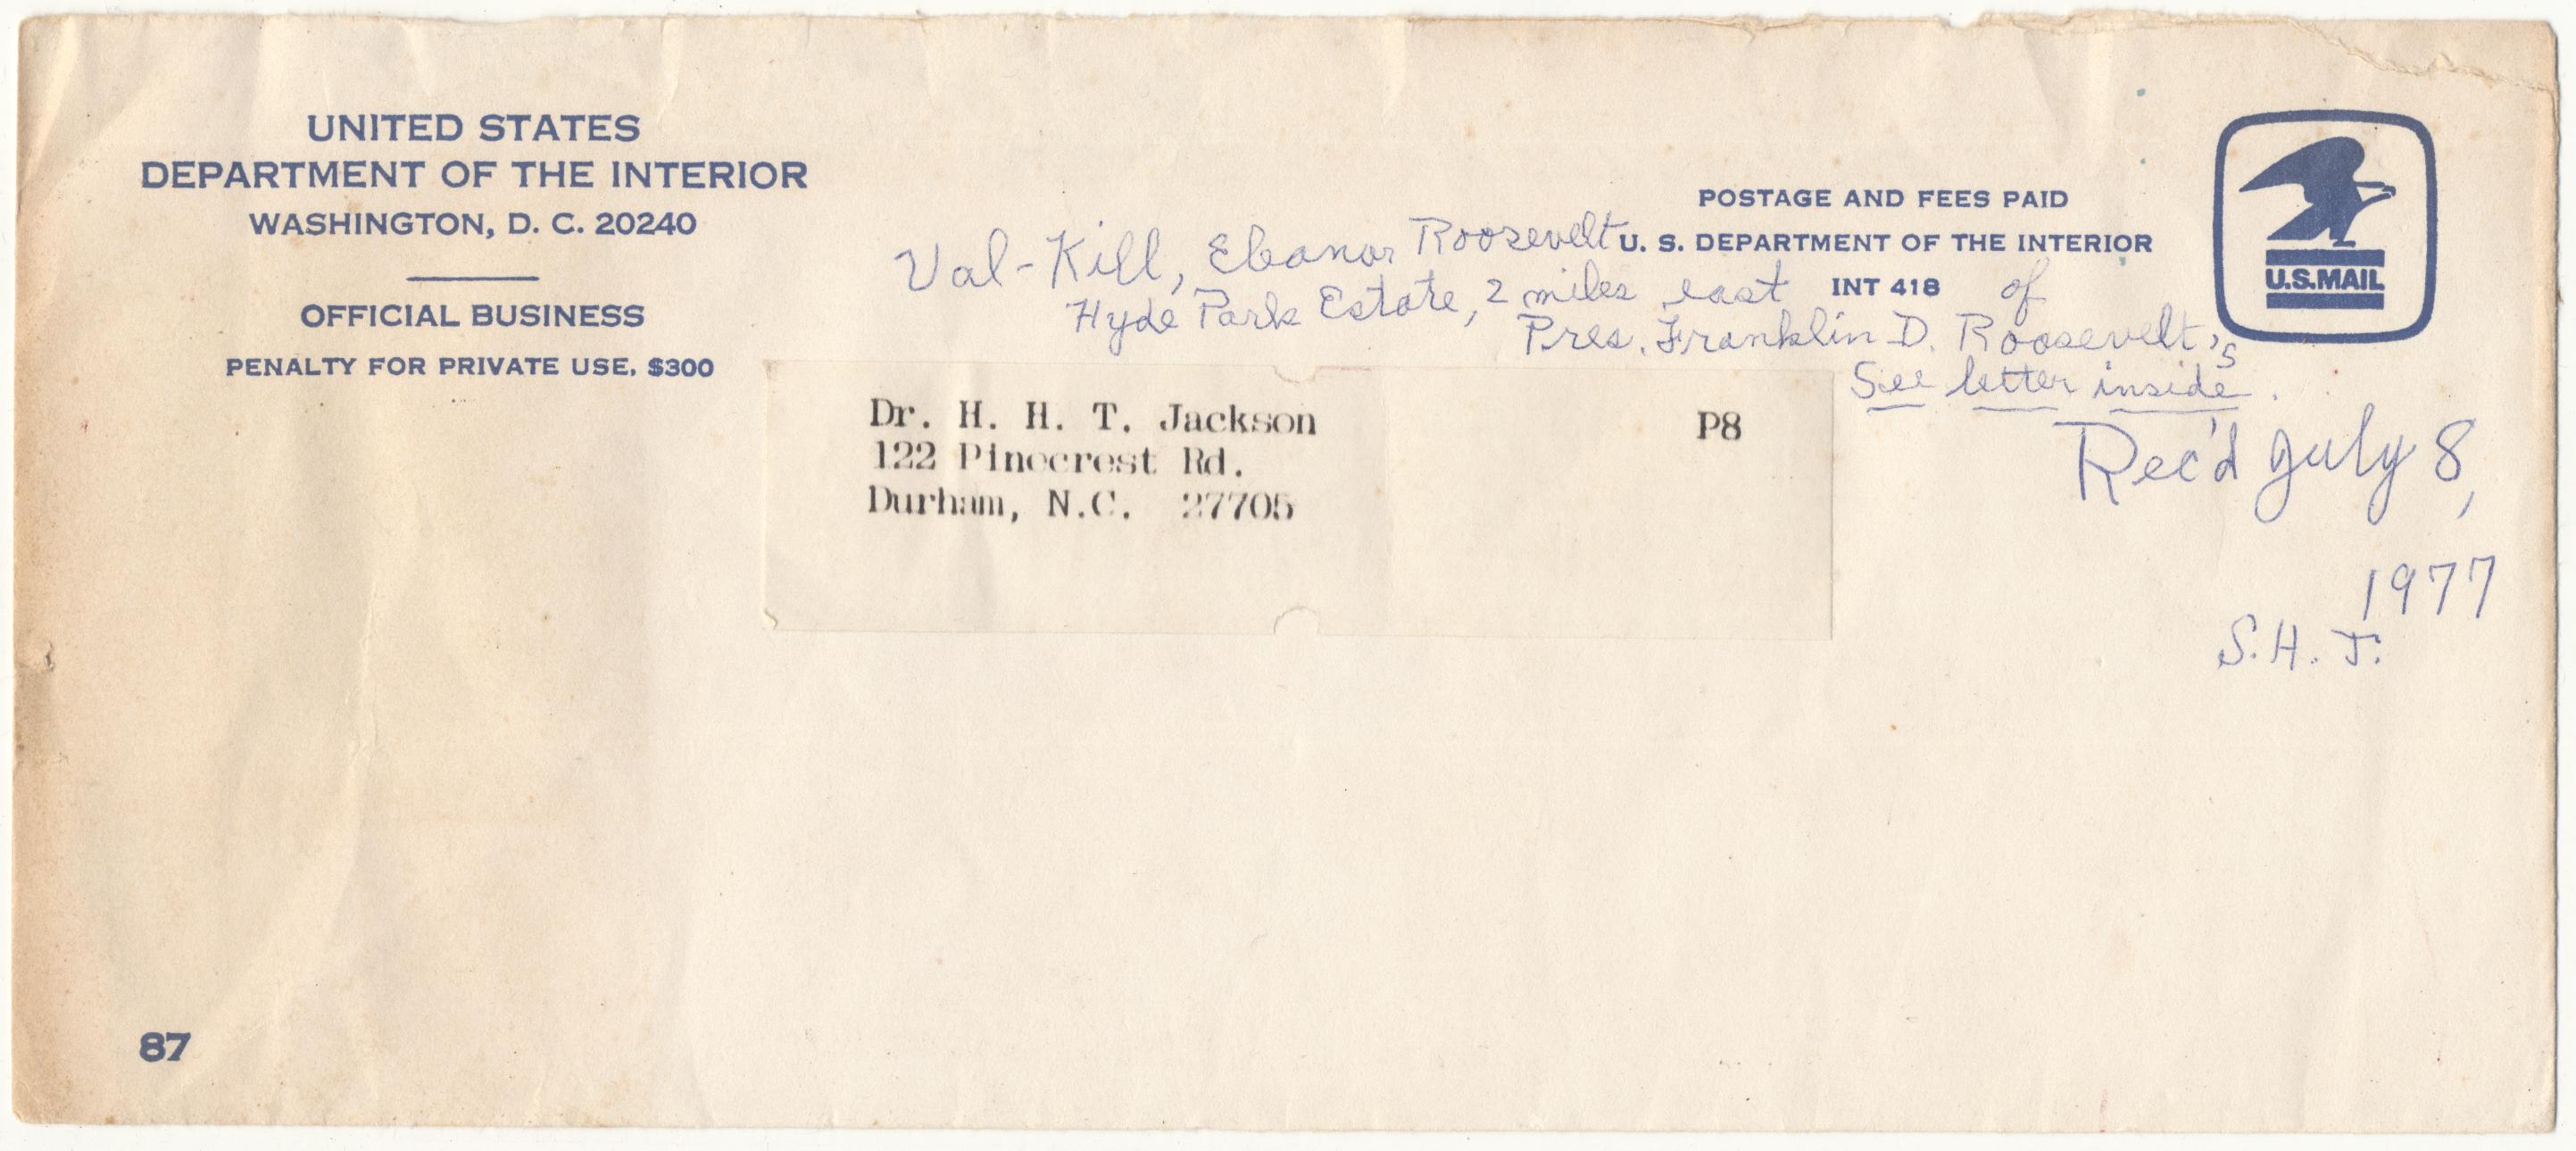 UNITED STATES
DEPARTMENT OF THE INTERIOR
WASHINGTON, D. C. 20240
OFFICIAL BUSINESS
PENALTY FOR PRIVATE USE, $300
POSTAGE AND FEES PAID
U. S. DEPARTMENT OF THE INTERIOR
INT 418
U.S.MAIL
Val-Kill, Eleanor Roosevelt
Hyde Park Estate, 2 miles east of
Pres. Franklin D. Roosevelt's
See letter inside.
Rec'd July 8,
1977
S. H. J.
Dr. H. H. T. Jackson P8
122 Pinecrest Rd.
Durham, N.C. 27705
87